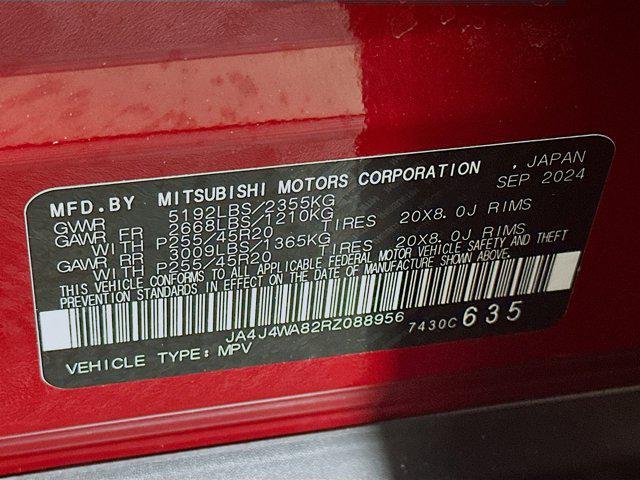 MFD.BY MITSUBISHI MOTORS CORPORATION . JAPAN
GVWR 5192LBS/2355KG SEP 2024
GAWR FR 2668LBS/1210KG
WITH P255/45R20 TIRES 20X8.0J RIMS
GAWR RR 3009LBS/1365KG
WITH P255/45R20 TIRES 20X8.0J RIMS
THIS VEHICLE CONFORMS TO ALL APPLICABLE FEDERAL MOTOR VEHICLE SAFETY AND THEFT
PREVENTION STANDARDS IN EFFECT ON THE DATE OF MANUFACTURE SHOWN ABOVE.
JA4J4WA82RZ088956 7430C 635
VEHICLE TYPE: MPV